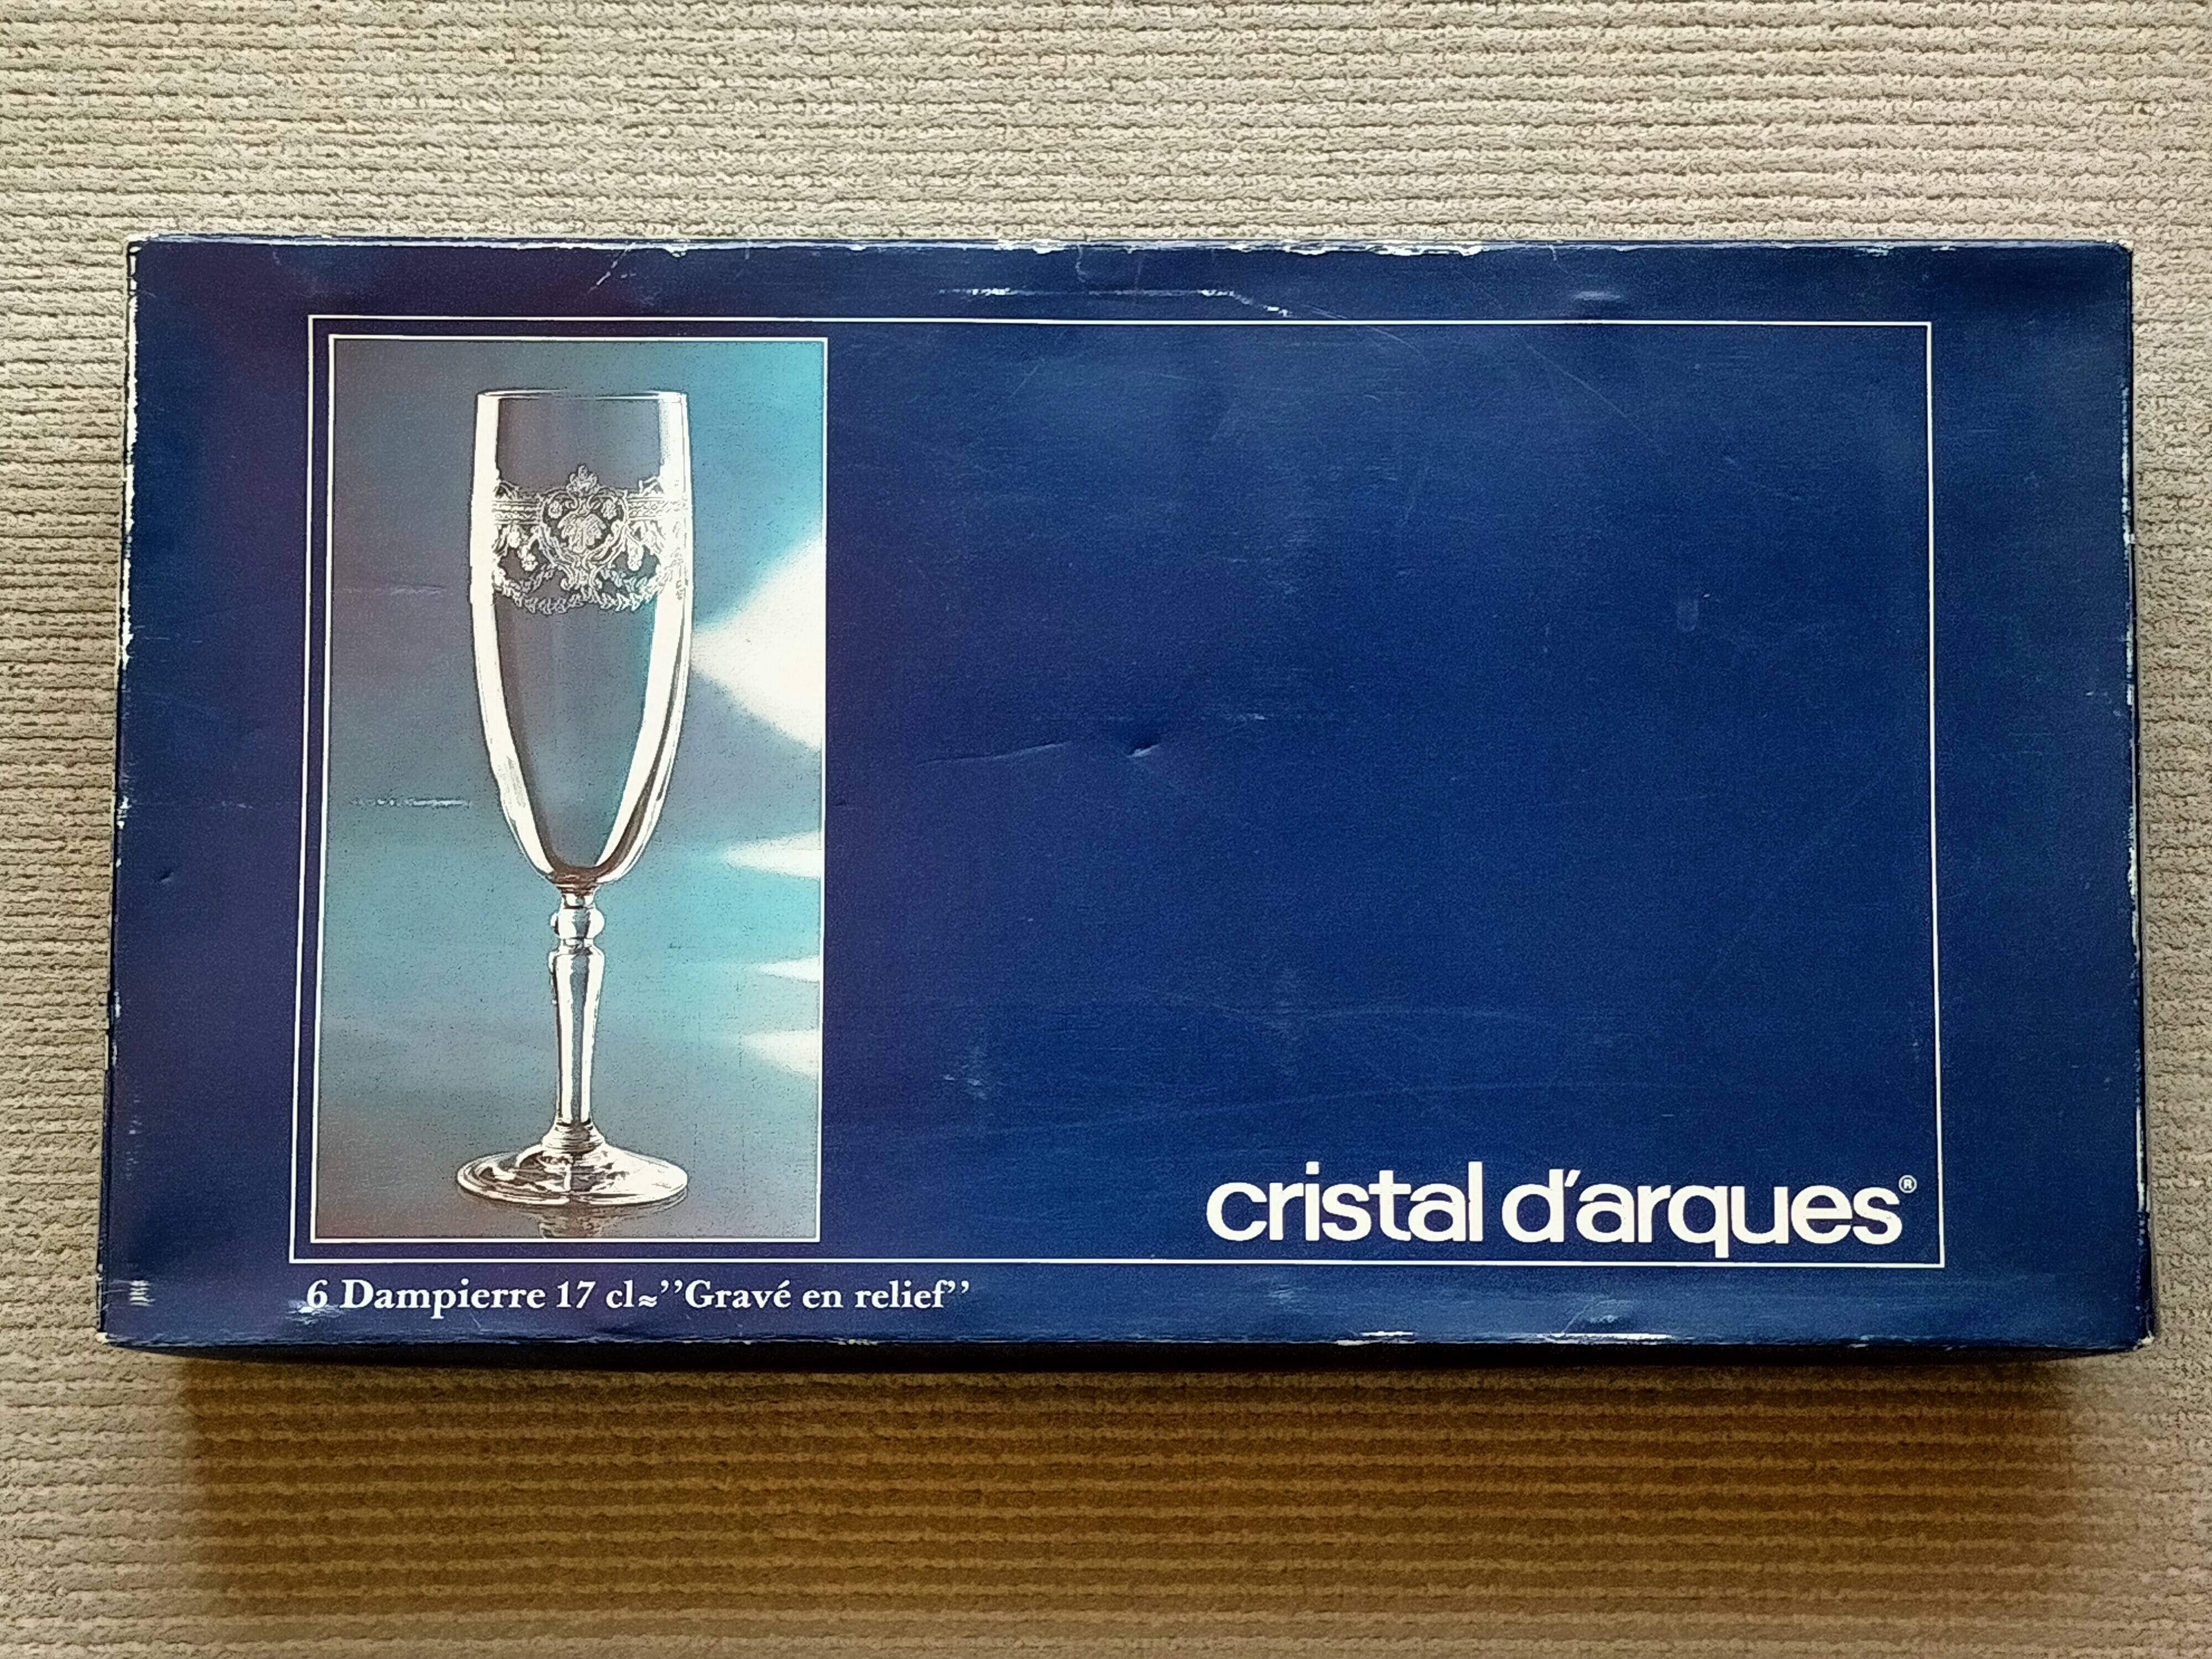 cristal d'arques®
6 Dampierre 17 cl≈''Gravé en relief''